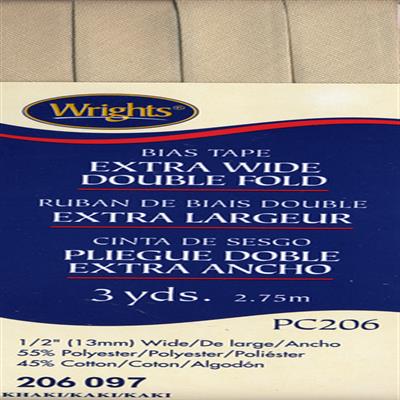 Wrights®
BIAS TAPE
EXTRA WIDE
DOUBLE FOLD
RUBAN DE BIAIS DOUBLE
EXTRA LARGEUR
CINTA DE SESGO
PLIEGUE DOBLE
EXTRA ANCHO
3 yds. 2.75m
PC206
1/2" (13mm) Wide/De large/Ancho
55% Polyester/Polyester/Poliéster
45% Cotton/Coton/Algodón
206 097
KHAKI/KAKI/KAKI